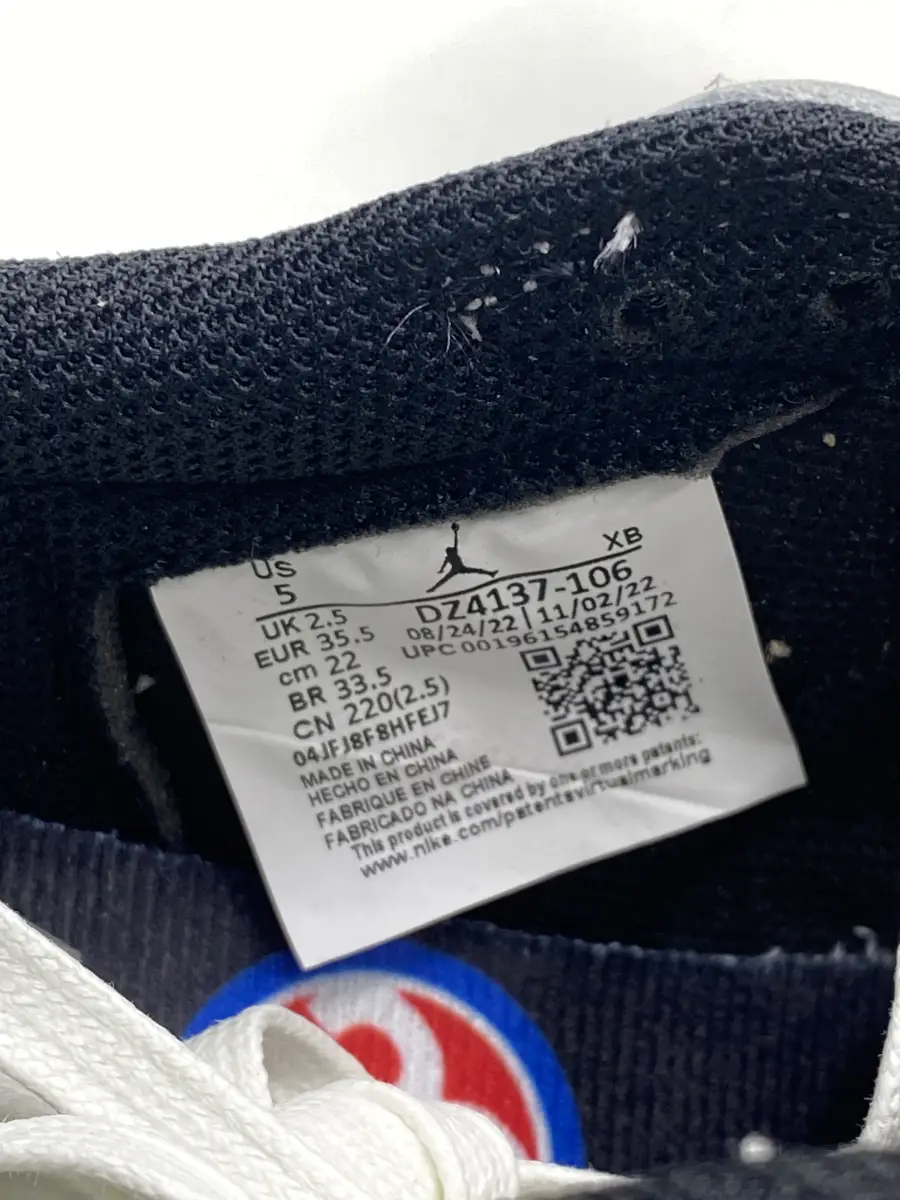 US
5
XB
UK 2.5
EUR 35.5
cm 22
BR 33.5
CN 220(2.5)
DZ4137-106
08/24/22 | 11/02/22
UPC 00196154859172
04JFJ8F8HFEJ7
MADE IN CHINA
HECHO EN CHINA
FABRIQUE EN CHINE
FABRICADO NA CHINA
This product is covered by one or more patents:
www.nike.com/patentsvirtualmarking